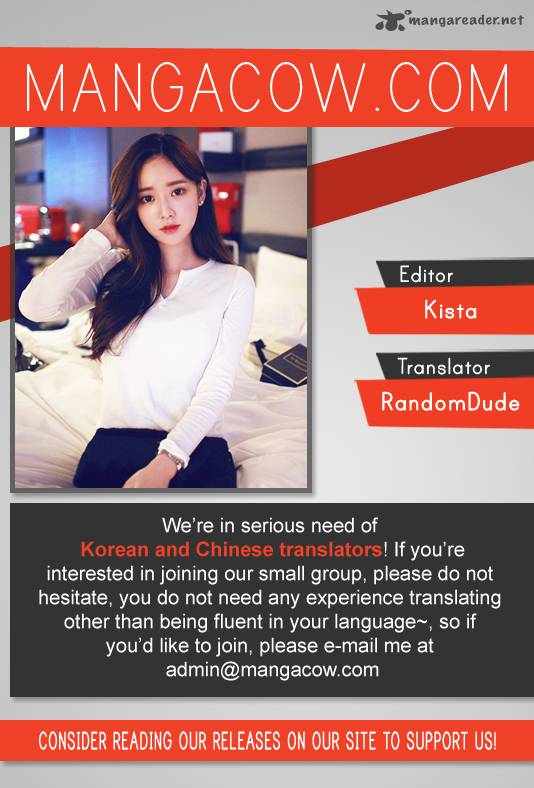 mangareader.net
MANGACOW.COM
Editor
Kista
Translator
RandomDude
We're in serious need of
Korean and Chinese translators! If you're
interested in joining our small group, please do not
hesitate, you do not need any experience translating
other than being fluent in your language~, so if
you'd like to join, please e-mail me at
admin@mangacow.com
CONSIDER READING OUR RELEASES ON OUR SITE TO SUPPORT US!